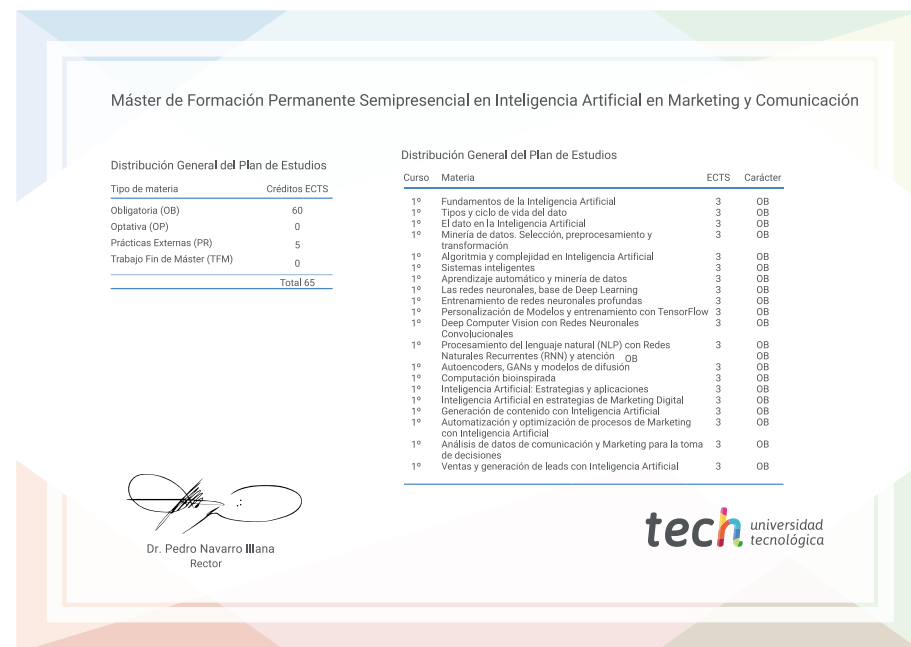 Máster de Formación Permanente Semipresencial en Inteligencia Artificial en Marketing y Comunicación
Distribución General del Plan de Estudios
Tipo de materia Créditos ECTS
Obligatoria (OB) 60
Optativa (OP) 0
Prácticas Externas (PR) 5
Trabajo Fin de Máster (TFM) 0
Total 65
Distribución General del Plan de Estudios
Curso Materia ECTS Carácter
1º Fundamentos de la Inteligencia Artificial 3 OB
1º Tipos y ciclo de vida del dato 3 OB
1º El dato en la Inteligencia Artificial 3 OB
1º Minería de datos. Selección, preprocesamiento y 3 OB
transformación
1º Algoritmia y complejidad en Inteligencia Artificial 3 OB
1º Sistemas inteligentes 3 OB
1º Aprendizaje automático y minería de datos 3 OB
1º Las redes neuronales, base de Deep Learning 3 OB
1º Entrenamiento de redes neuronales profundas 3 OB
1º Personalización de Modelos y entrenamiento con TensorFlow 3 OB
1º Deep Computer Vision con Redes Neuronales 3 OB
Convolucionales
1º Procesamiento del lenguaje natural (NLP) con Redes 3 OB
Naturales Recurrentes (RNN) y atención OB OB
1º Autoencoders, GANs y modelos de difusión 3 OB
1º Computación bioinspirada 3 OB
1º Inteligencia Artificial: Estrategias y aplicaciones 3 OB
1º Inteligencia Artificial en estrategias de Marketing Digital 3 OB
1º Generación de contenido con Inteligencia Artificial 3 OB
1º Automatización y optimización de procesos de Marketing 3 OB
con Inteligencia Artificial
1º Análisis de datos de comunicación y Marketing para la toma 3 OB
de decisiones
1º Ventas y generación de leads con Inteligencia Artificial 3 OB
Dr. Pedro Navarro Illana
Rector
tech universidad
tecnológica